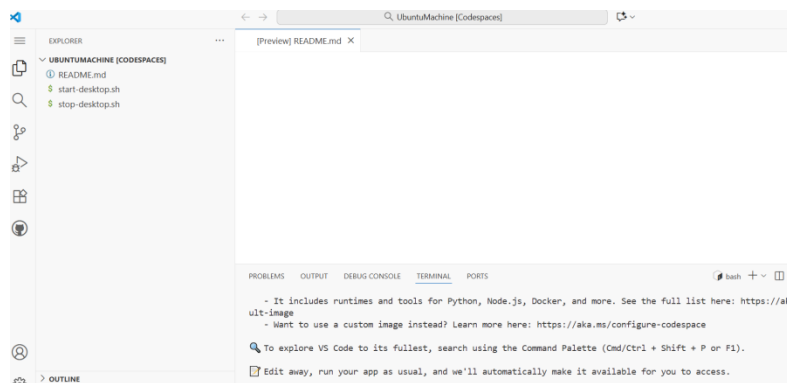 UbuntuMachine [Codespaces]
EXPLORER
[Preview] README.md
UBUNTUMACHINE [CODESPACES]
README.md
$ start-desktop.sh
$ stop-desktop.sh
PROBLEMS OUTPUT DEBUG CONSOLE TERMINAL PORTS
bash
- It includes runtimes and tools for Python, Node.js, Docker, and more. See the full list here: https://a
ult-image
- Want to use a custom image instead? Learn more here: https://aka.ms/configure-codespace
To explore VS Code to its fullest, search using the Command Palette (Cmd/Ctrl + Shift + P or F1).
Edit away, run your app as usual, and we'll automatically make it available for you to access.
OUTLINE